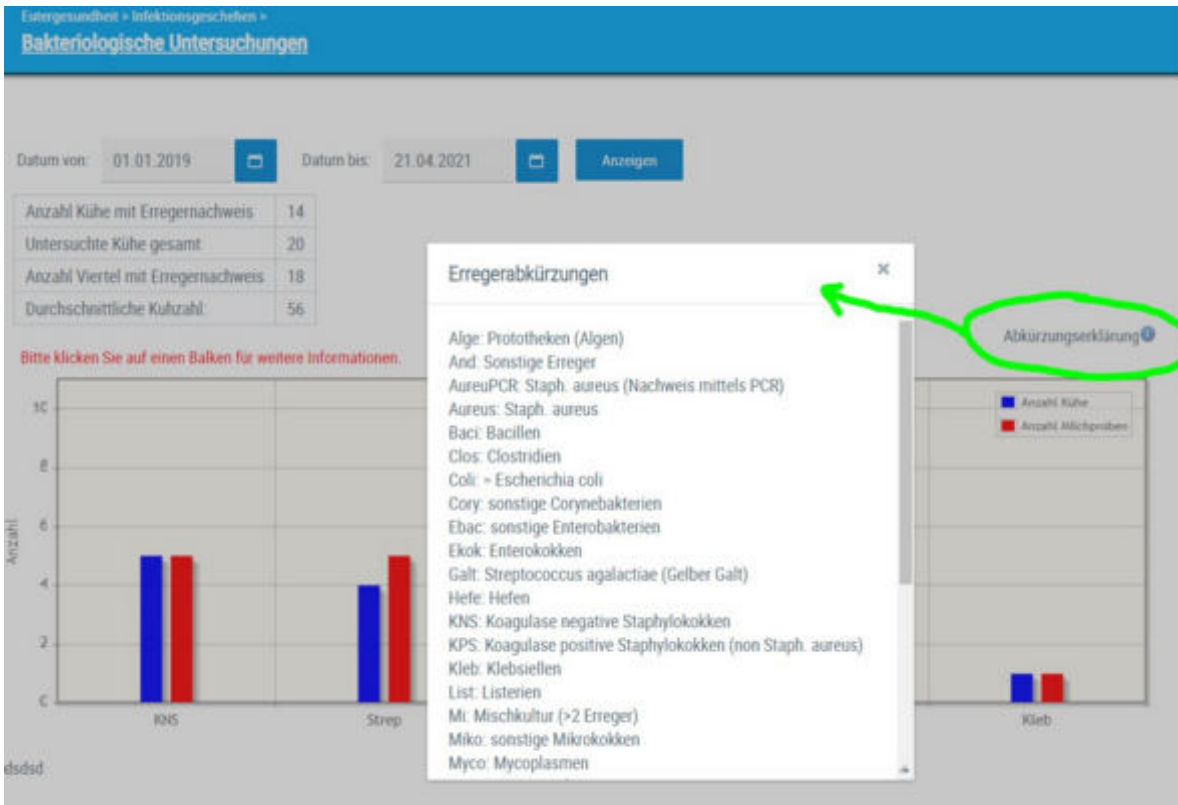 Eutergesundheit > Infektionsgeschehen >
Bakteriologische Untersuchungen
Datum von: 01.01.2019 Datum bis: 21.04.2021 Anzeigen
Anzahl Kühe mit Erregernachweis 14
Untersuchte Kühe gesamt 20
Anzahl Viertel mit Erregernachweis 18
Durchschnittliche Kuhzahl: 56
Bitte klicken Sie auf einen Balken für weitere Informationen.
Abkürzungserklärung
Erregerabkürzungen ×
Alge: Prototheken (Algen)
And: Sonstige Erreger
AureuPCR: Staph. aureus (Nachweis mittels PCR)
Aureus: Staph. aureus
Baci: Bacillen
Clos: Clostridien
Coli: = Escherichia coli
Cory: sonstige Corynebakterien
Ebac: sonstige Enterobakterien
Ekok: Enterokokken
Galt: Streptococcus agalactiae (Gelber Galt)
Hefe: Hefen
KNS: Koagulase negative Staphylokokken
KPS: Koagulase positive Staphylokokken (non Staph. aureus)
Kleb: Klebsiellen
List: Listerien
Mi: Mischkultur (>2 Erreger)
Miko: sonstige Mikrokokken
Myco: Mycoplasmen
Anzahl Kühe
Anzahl Milchproben
Anzahl
10
8
6
4
2
0
KNS Strep Kleb
dsdsd